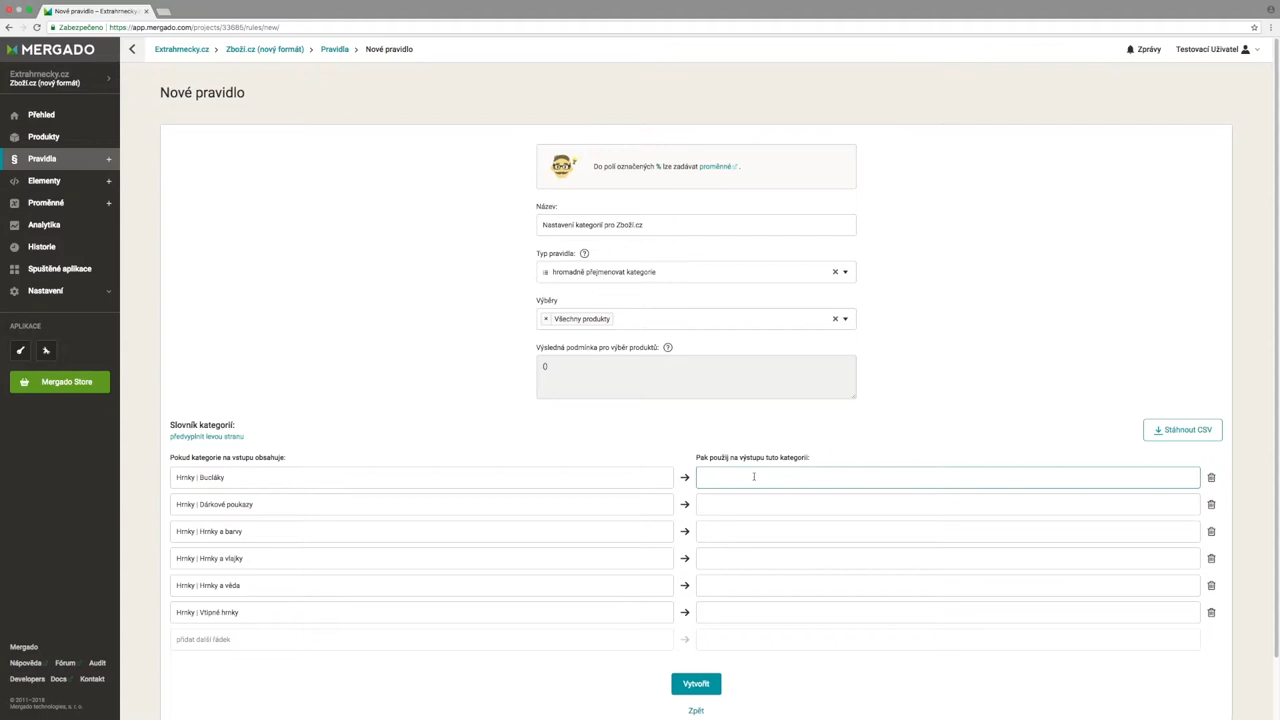 Nové pravidlo – Extrahrnecky.cz
Zabezpečeno | https://app.mergado.com/projects/33685/rules/new/
MERGADO
Extrahrnecky.cz > Zboží.cz (nový formát) > Pravidla > Nové pravidlo
Zprávy
Testovací Uživatel
Extrahrnecky.cz
Zboží.cz (nový formát)
Přehled
Produkty
Pravidla +
Elementy +
Proměnné +
Analytika
Historie
Spuštěné aplikace
Nastavení
APLIKACE
Mergado Store
Mergado
Nápověda Fórum Audit
Developers Docs Kontakt
© 2011–2018
Mergado technologies, s. r. o.
Nové pravidlo
Do polí označených % lze zadávat proměnné .
Název:
Nastavení kategorií pro Zboží.cz
Typ pravidla: ?
hromadně přejmenovat kategorie
Výběry
× Všechny produkty
Výsledná podmínka pro výběr produktů: ?
()
Slovník kategorií:
předvyplnit levou stranu
Stáhnout CSV
Pokud kategorie na vstupu obsahuje:
Pak použij na výstupu tuto kategorii:
Hrnky | Bucláky
Hrnky | Dárkové poukazy
Hrnky | Hrnky a barvy
Hrnky | Hrnky a vlajky
Hrnky | Hrnky a věda
Hrnky | Vtipné hrnky
přidat další řádek
Vytvořit
Zpět